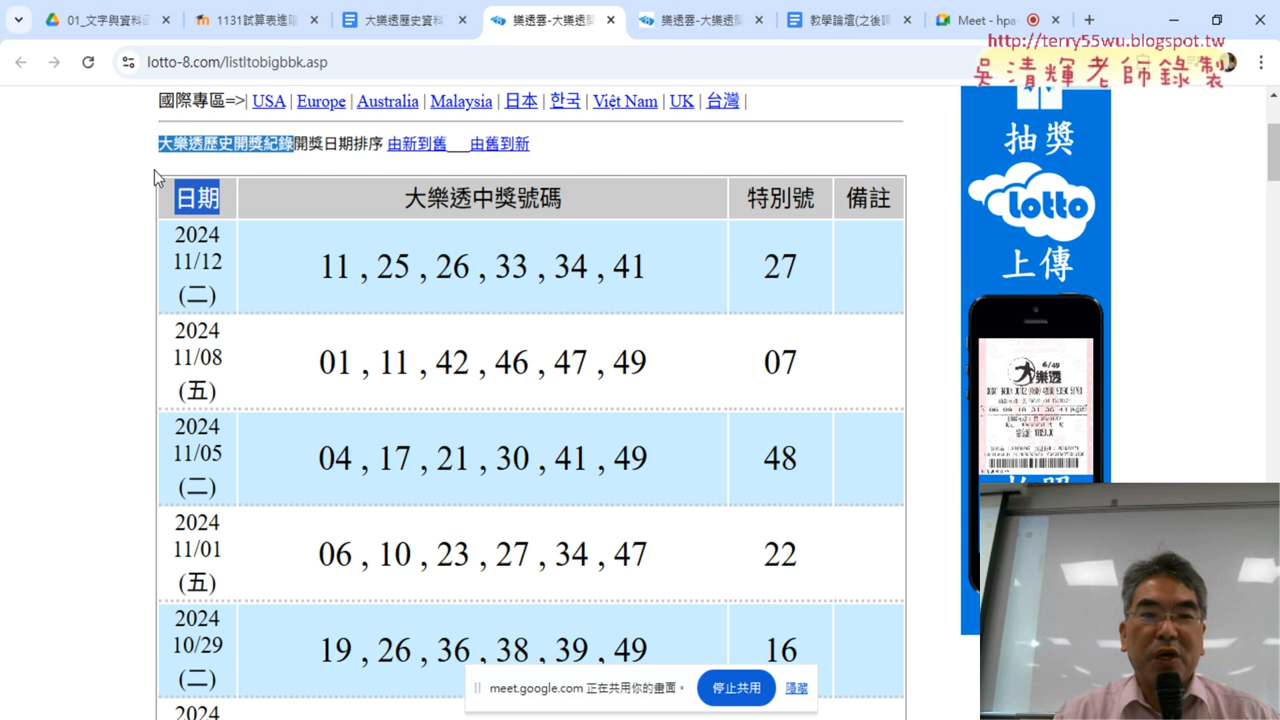 01_文字與資料函
1131試算表進階
大樂透歷史資料
樂透雲-大樂透開
樂透雲-大樂透開
教學論壇(之後課
Meet - hpa
lotto-8.com/listltobigbbk.asp
http://terry55wu.blogspot.tw
吳清輝老師錄製
國際專區=>| USA | Europe | Australia | Malaysia | 日本 | 한국 | Việt Nam | UK | 台灣 |
大樂透歷史開獎紀錄開獎日期排序 由新到舊 由舊到新
日期 大樂透中獎號碼 特別號 備註
2024
11/12 11 , 25 , 26 , 33 , 34 , 41 27
(二)
2024
11/08 01 , 11 , 42 , 46 , 47 , 49 07
(五)
2024
11/05 04 , 17 , 21 , 30 , 41 , 49 48
(二)
2024
11/01 06 , 10 , 23 , 27 , 34 , 47 22
(五)
2024
10/29 19 , 26 , 36 , 38 , 39 , 49 16
(二)
2024
抽獎
lotto
上傳
6/49
樂透
meet.google.com 正在共用你的畫面。
停止共用
隱藏